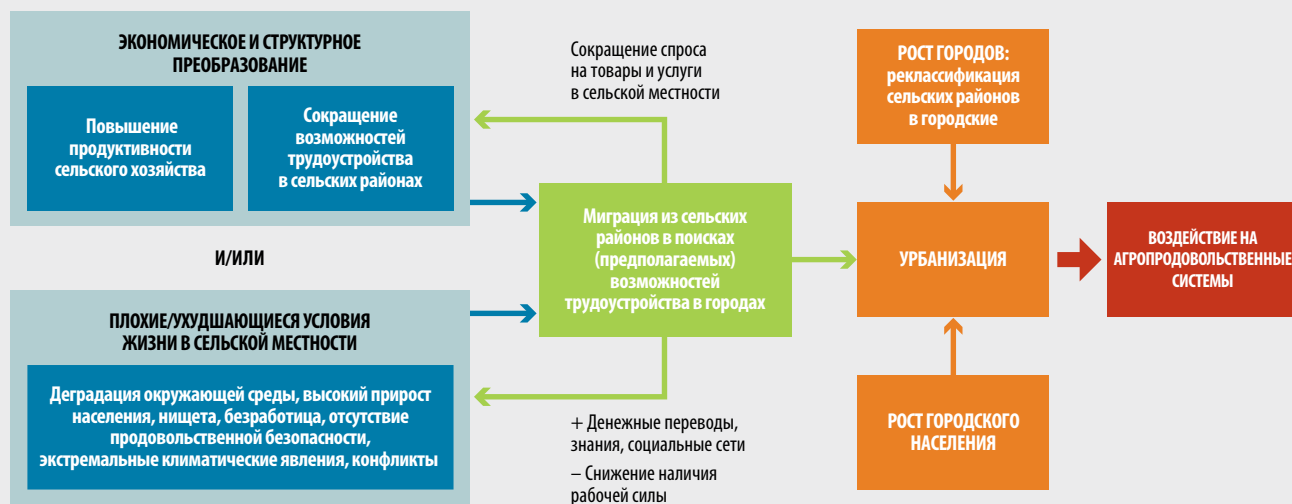 ЭКОНОМИЧЕСКОЕ И СТРУКТУРНОЕ
ПРЕОБРАЗОВАНИЕ
Повышение
продуктивности
сельского хозяйства
Сокращение
возможностей
трудоустройства
в сельских районах
И/ИЛИ
ПЛОХИЕ/УХУДШАЮЩИЕСЯ УСЛОВИЯ
ЖИЗНИ В СЕЛЬСКОЙ МЕСТНОСТИ
Деградация окружающей среды, высокий прирост
населения, нищета, безработица, отсутствие
продовольственной безопасности,
экстремальные климатические явления, конфликты
Сокращение спроса
на товары и услуги
в сельской местности
Миграция из сельских
районов в поисках
(предполагаемых)
возможностей
трудоустройства в городах
+ Денежные переводы,
знания, социальные сети
– Снижение наличия
рабочей силы
РОСТ ГОРОДОВ:
реклассификация
сельских районов
в городские
УРБАНИЗАЦИЯ
РОСТ ГОРОДСКОГО
НАСЕЛЕНИЯ
ВОЗДЕЙСТВИЕ НА
АГРОПРОДОВОЛЬСТВЕННЫЕ
СИСТЕМЫ